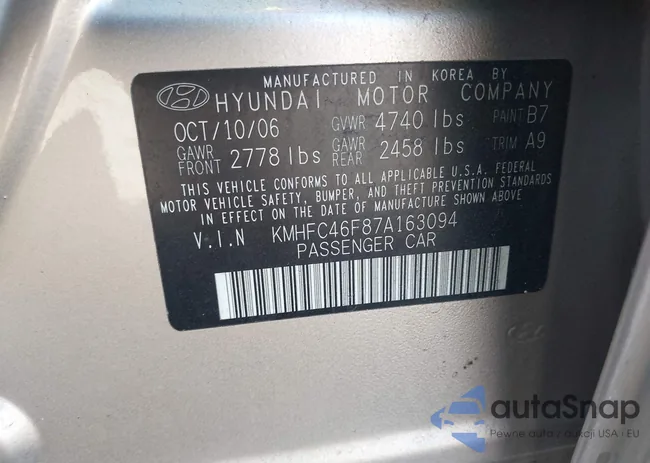 MANUFACTURED IN KOREA BY
HYUNDAI MOTOR COMPANY
OCT/10/06 GVWR 4740 lbs PAINT B7
GAWR FRONT 2778 lbs GAWR REAR 2458 lbs TRIM A9
THIS VEHICLE CONFORMS TO ALL APPLICABLE U.S.A. FEDERAL
MOTOR VEHICLE SAFETY, BUMPER, AND THEFT PREVENTION STANDARDS
IN EFFECT ON THE DATE OF MANUFACTURE SHOWN ABOVE
V.I.N KMHFC46F87A163094
PASSENGER CAR
autaSnap
Pewne auta z aukcji USA i EU